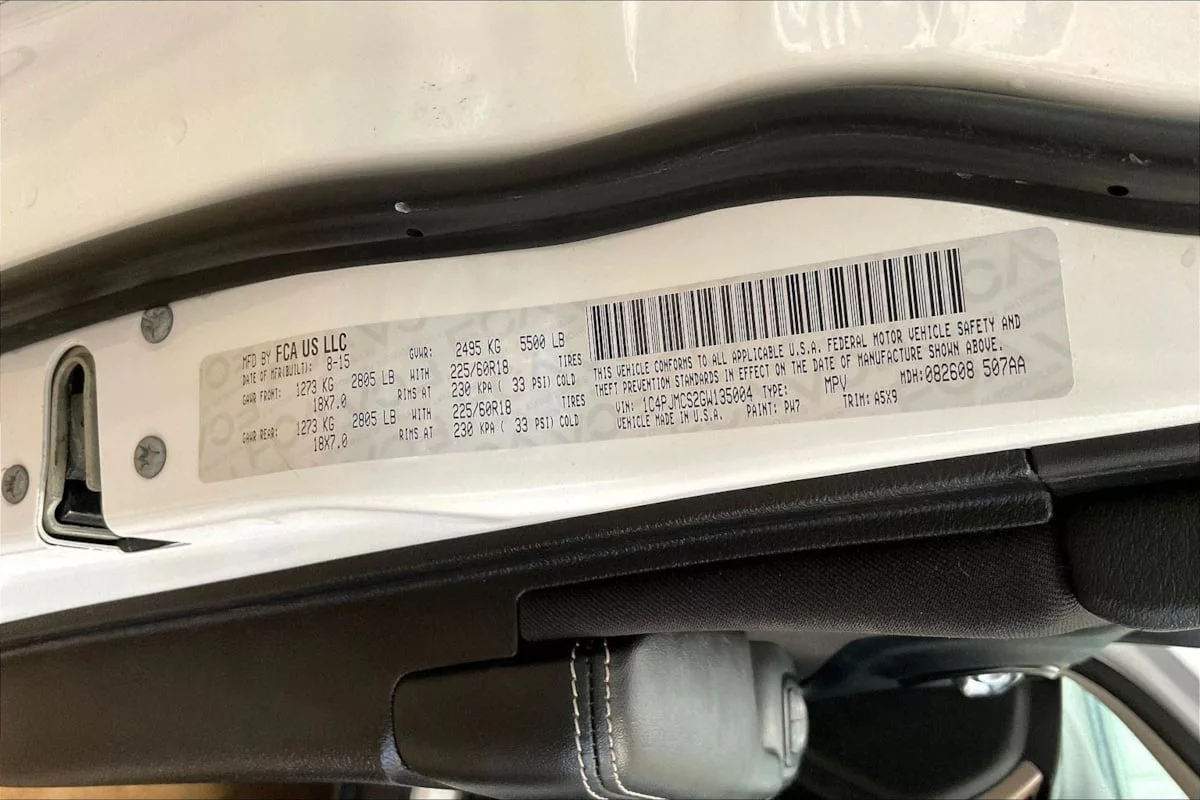 MFD BY FCA US LLC
DATE OF MFR(BUILT): 8-15 GVWR: 2495 KG 5500 LB
GAWR FRONT: 1273 KG 2805 LB WITH 225/60R18 TIRES
18X7.0 RIMS AT 230 KPA ( 33 PSI) COLD
GAWR REAR: 1273 KG 2805 LB WITH 225/60R18 TIRES
18X7.0 RIMS AT 230 KPA ( 33 PSI) COLD
THIS VEHICLE CONFORMS TO ALL APPLICABLE U.S.A. FEDERAL MOTOR VEHICLE SAFETY AND
THEFT PREVENTION STANDARDS IN EFFECT ON THE DATE OF MANUFACTURE SHOWN ABOVE.
VIN: 1C4PJMCS2GW135004 TYPE: MPV MDH:082608 507AA
VEHICLE MADE IN U.S.A. PAINT: PW7 TRIM: A5X9